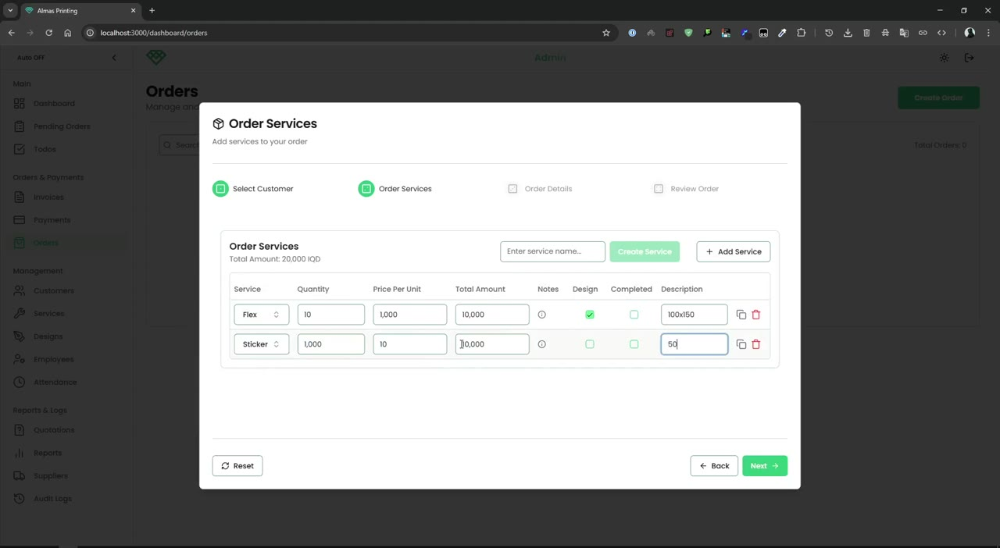 Almas Printing
localhost:3000/dashboard/orders
Auto OFF
Admin
Main
Dashboard
Pending Orders
Todos
Orders & Payments
Invoices
Payments
Orders
Management
Customers
Services
Designs
Employees
Attendance
Reports & Logs
Quotations
Reports
Suppliers
Audit Logs
Orders
Manage and
Create Order
Search
Total Orders: 0
Order Services
Add services to your order
Select Customer
Order Services
Order Details
Review Order
Order Services
Total Amount: 20,000 IQD
Enter service name...
Create Service
Add Service
Service Quantity Price Per Unit Total Amount Notes Design Completed Description
Flex 10 1,000 10,000 100x150
Sticker 1,000 10 10,000 50
Reset
Back
Next